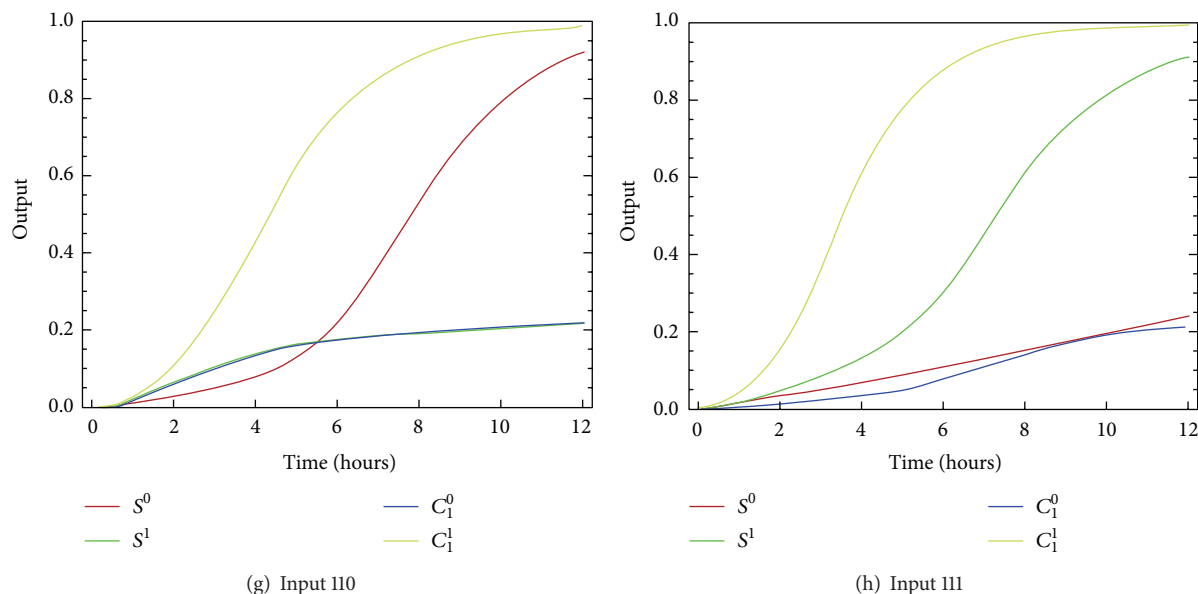 1.0
0.8
0.6
0.4
0.2
0.0
Output
0 2 4 6 8 10 12
Time (hours)
S⁰ C₁⁰
S¹ C₁¹
(g) Input 110
1.0
0.8
0.6
0.4
0.2
0.0
Output
0 2 4 6 8 10 12
Time (hours)
S⁰ C₁⁰
S¹ C₁¹
(h) Input 111